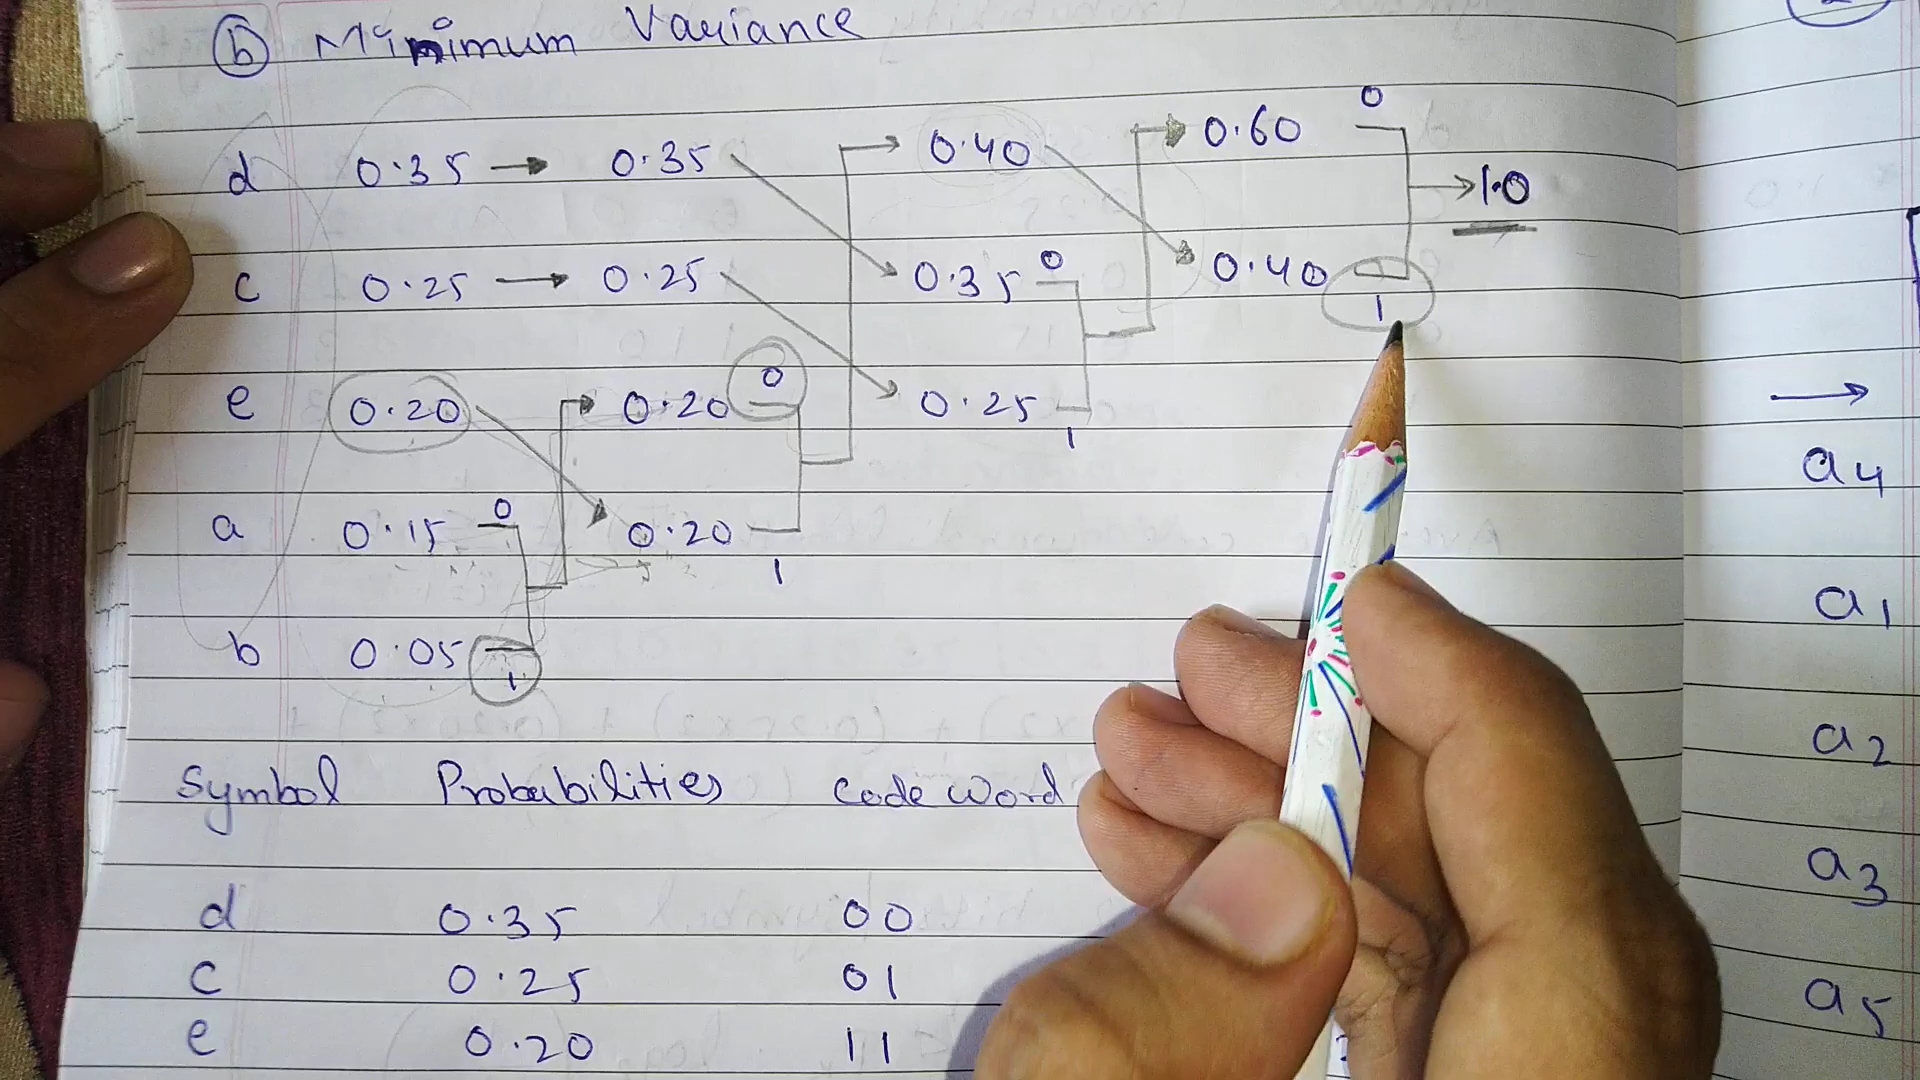 b Minimum Variance
d 0.35 → 0.35 → 0.40 → 0.60 0 → 1.0
c 0.25 → 0.25 0.35 0 0.40 1
e 0.20 0.20 0 0.25 1
a 0.15 0 0.20 1
b 0.05 1
Symbol Probabilities Code Word
d 0.35 00
c 0.25 01
e 0.20 11
→
a4
a1
a2
a3
a5